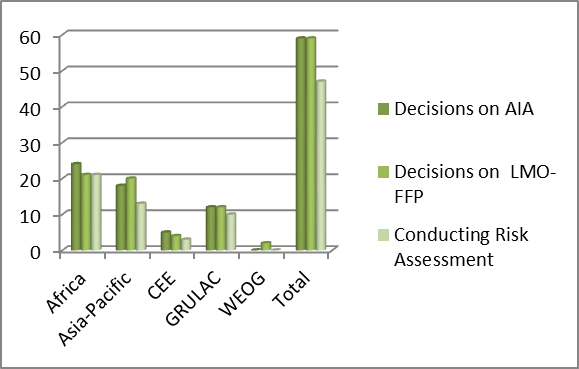 60
50
40
30
20
10
0
Africa
Asia-Pacific
CEE
GRULAC
WEOG
Total
Decisions on AIA
Decisions on LMO-
FFP
Conducting Risk
Assessment